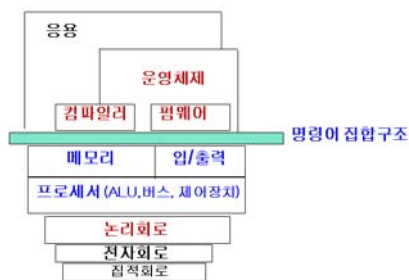 응용
운영체제
컴파일러 펌웨어
명령어 집합구조
메모리 입/출력
프로세서 (ALU,버스, 제어장치)
논리회로
전자회로
집적회로